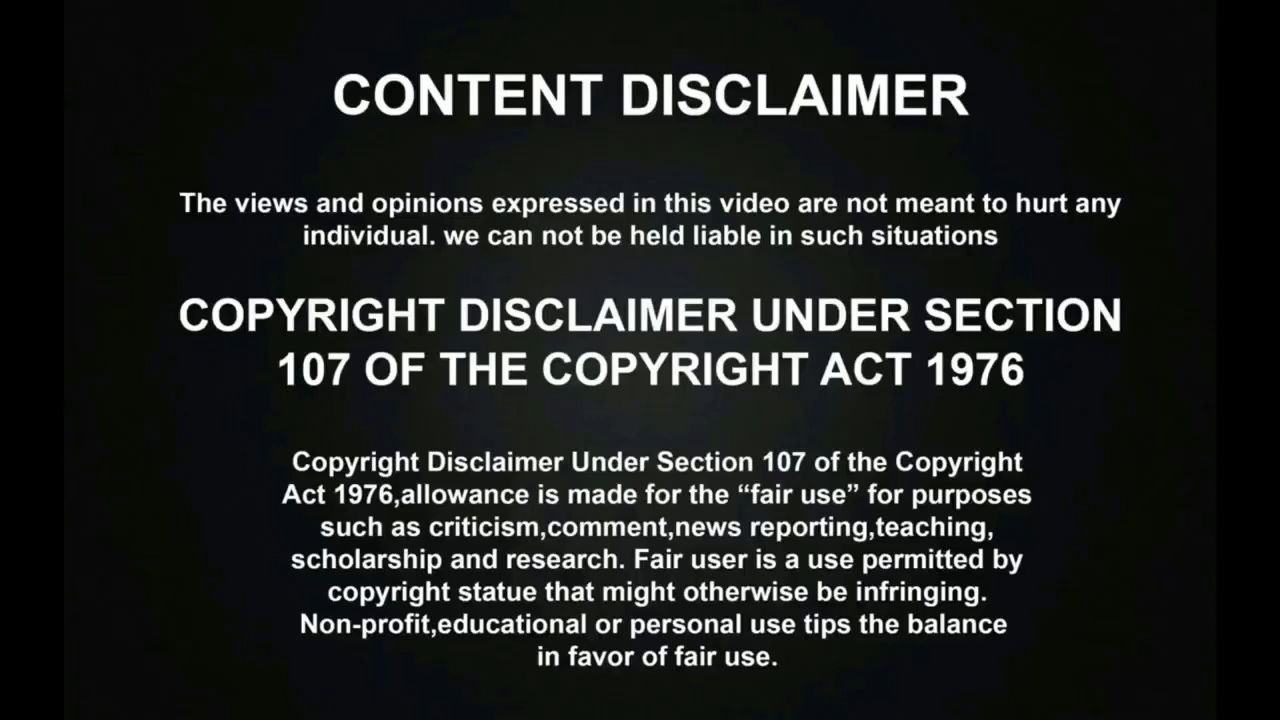 CONTENT DISCLAIMER
The views and opinions expressed in this video are not meant to hurt any
individual. we can not be held liable in such situations
COPYRIGHT DISCLAIMER UNDER SECTION
107 OF THE COPYRIGHT ACT 1976
Copyright Disclaimer Under Section 107 of the Copyright
Act 1976,allowance is made for the “fair use” for purposes
such as criticism,comment,news reporting,teaching,
scholarship and research. Fair user is a use permitted by
copyright statue that might otherwise be infringing.
Non-profit,educational or personal use tips the balance
in favor of fair use.